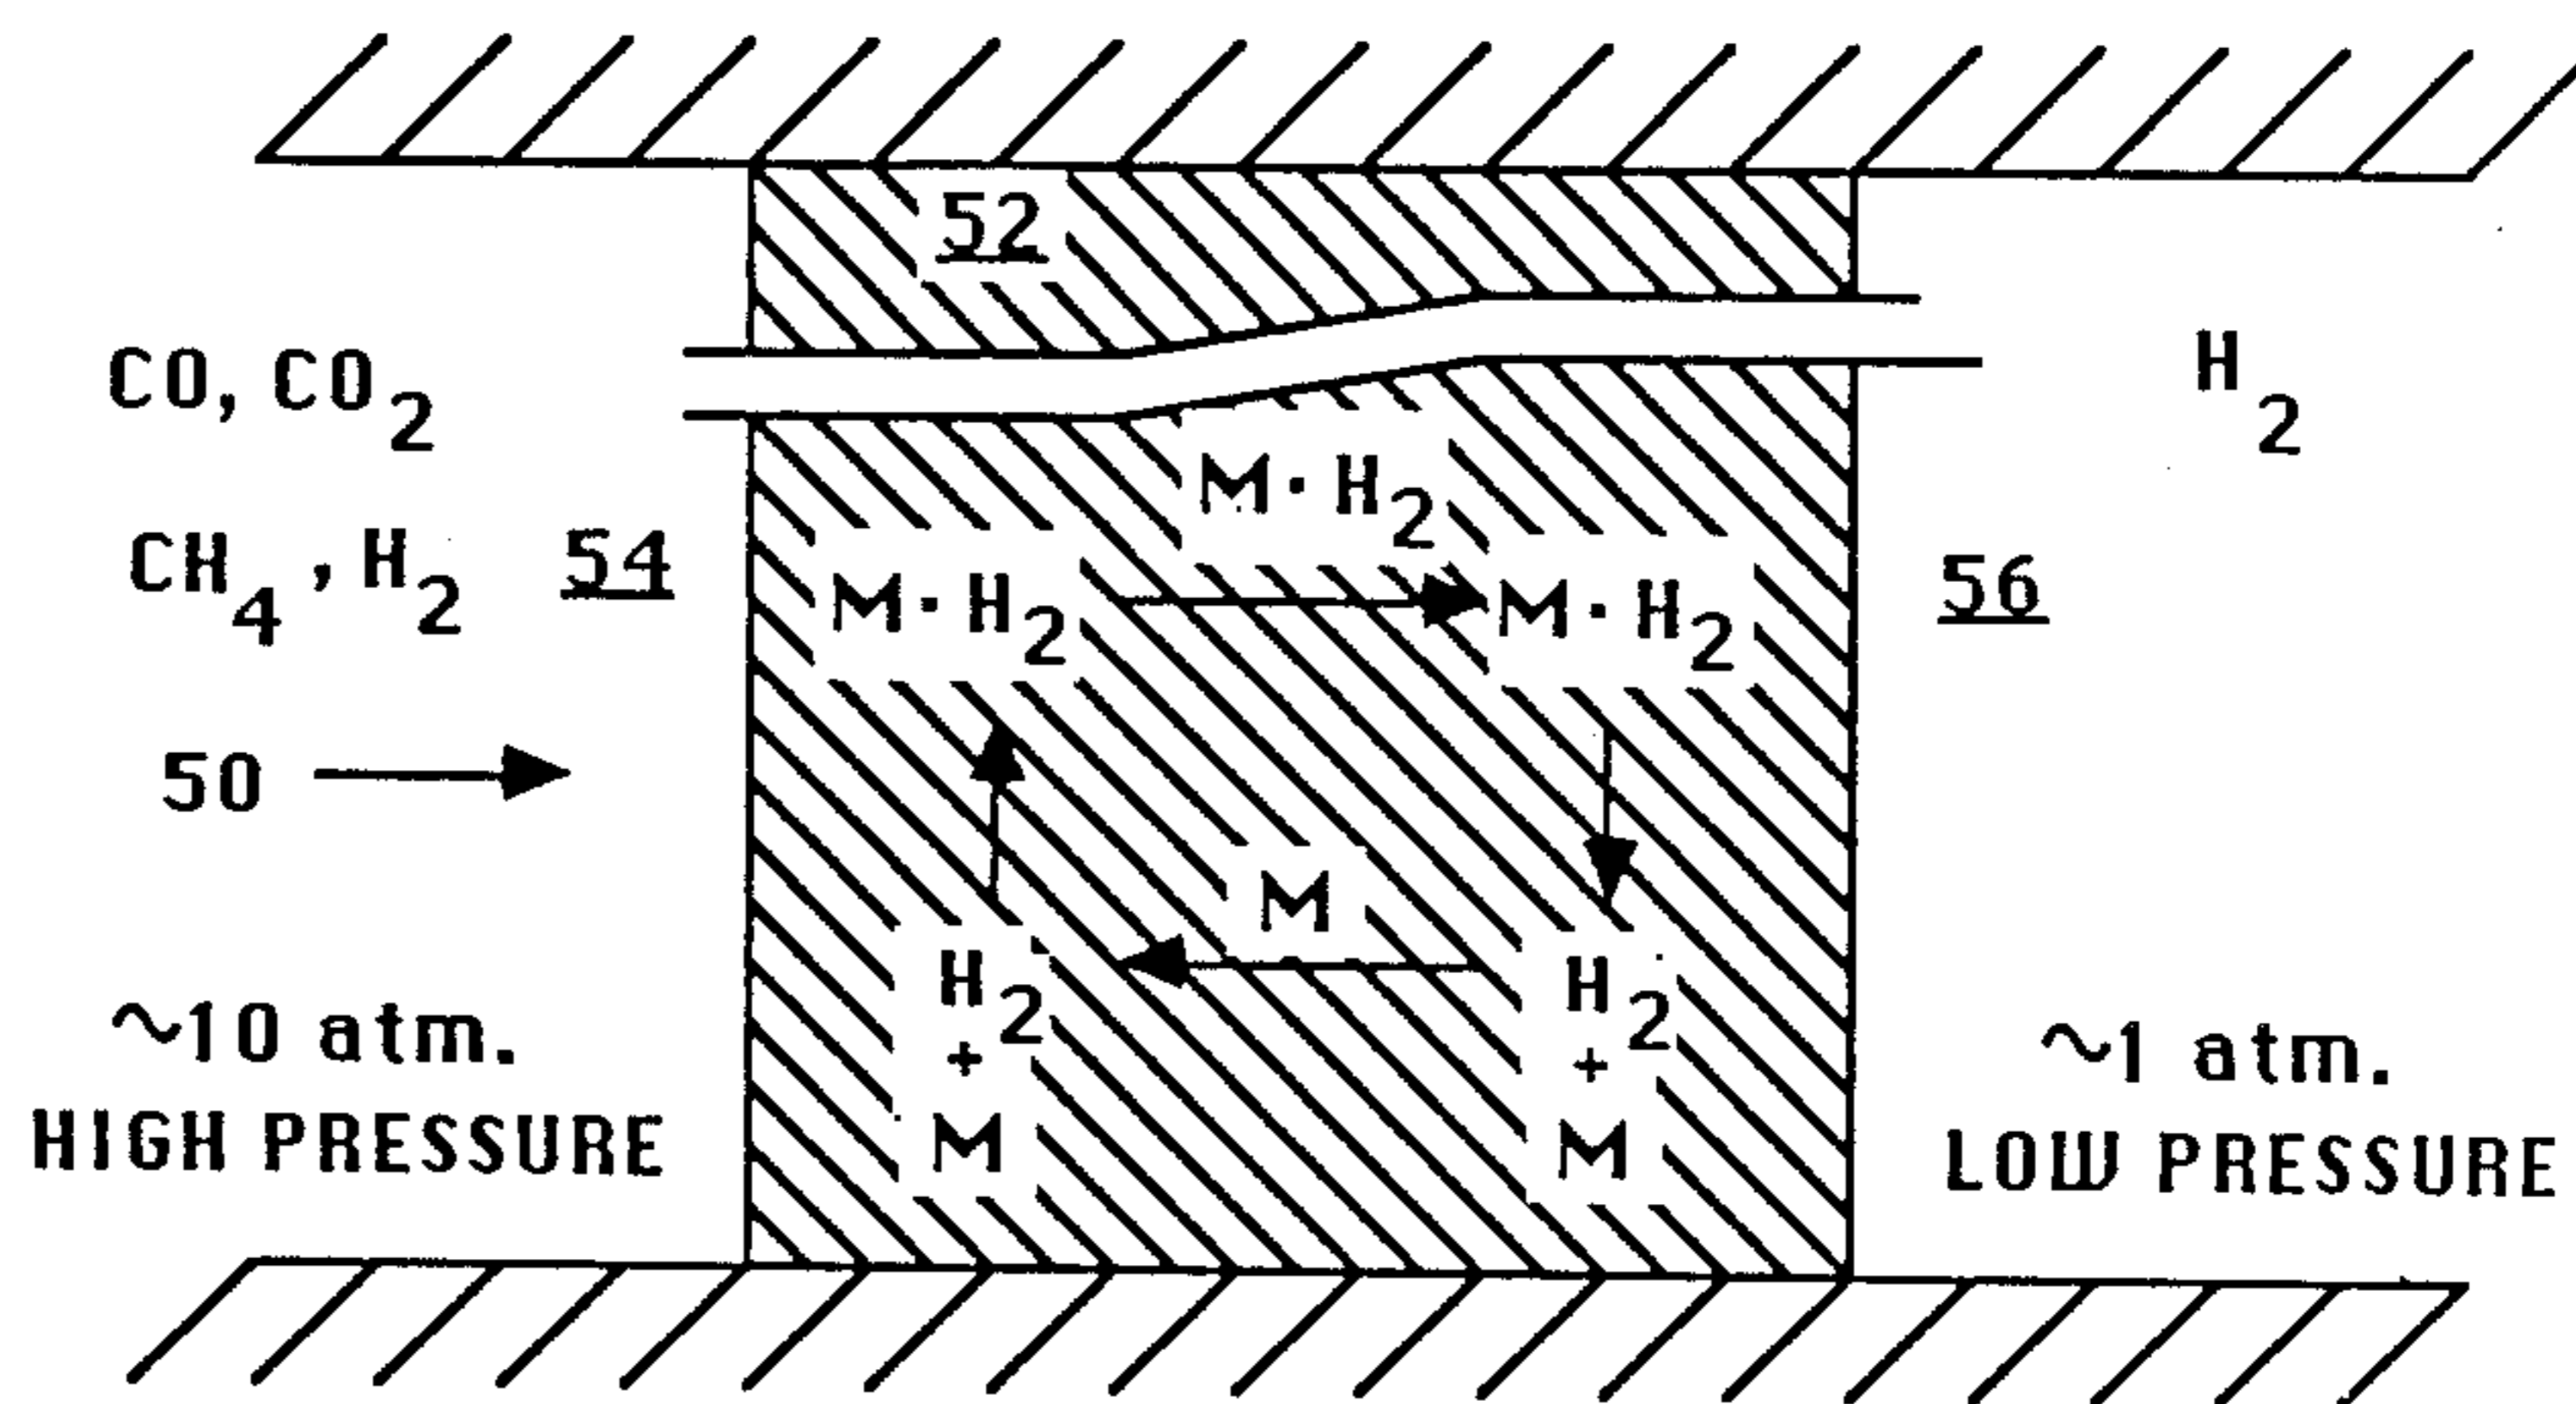 52
CO, CO2
H2
M·H2
CH4, H2
54
M·H2
M·H2
56
50
M
H2
+
M
H2
+
M
~10 atm.
HIGH PRESSURE
~1 atm.
LOW PRESSURE